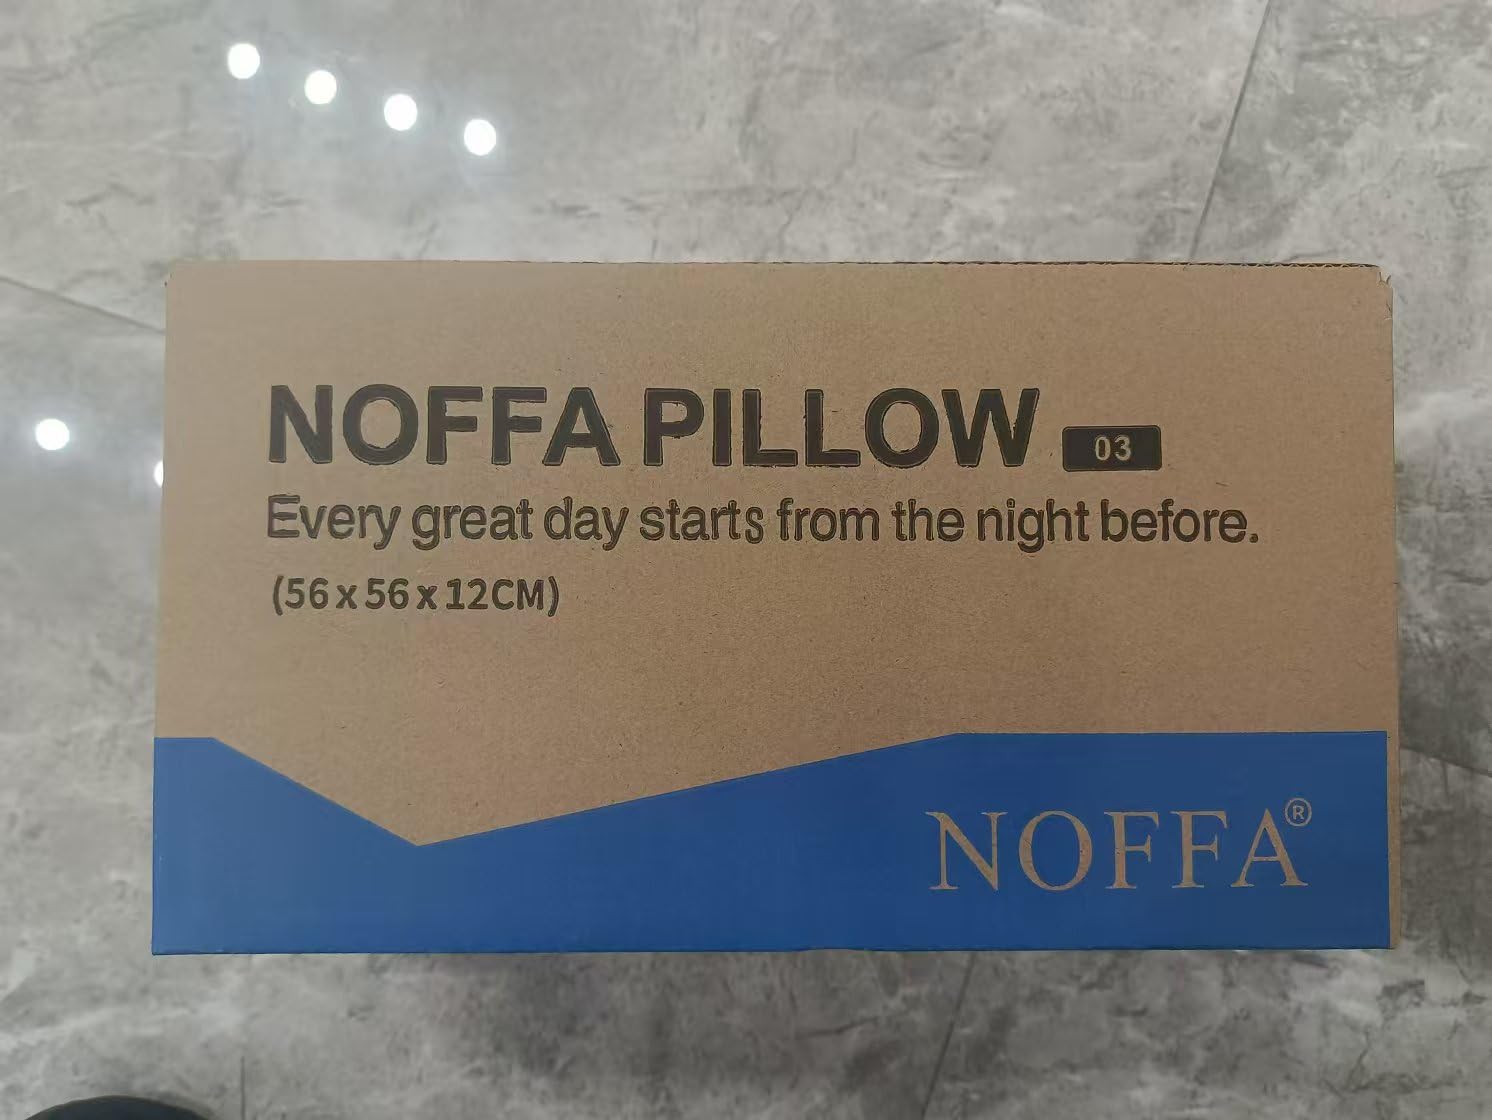 NOFFA PILLOW 03
Every great day starts from the night before.
(56 x 56 x 12CM)
NOFFA®